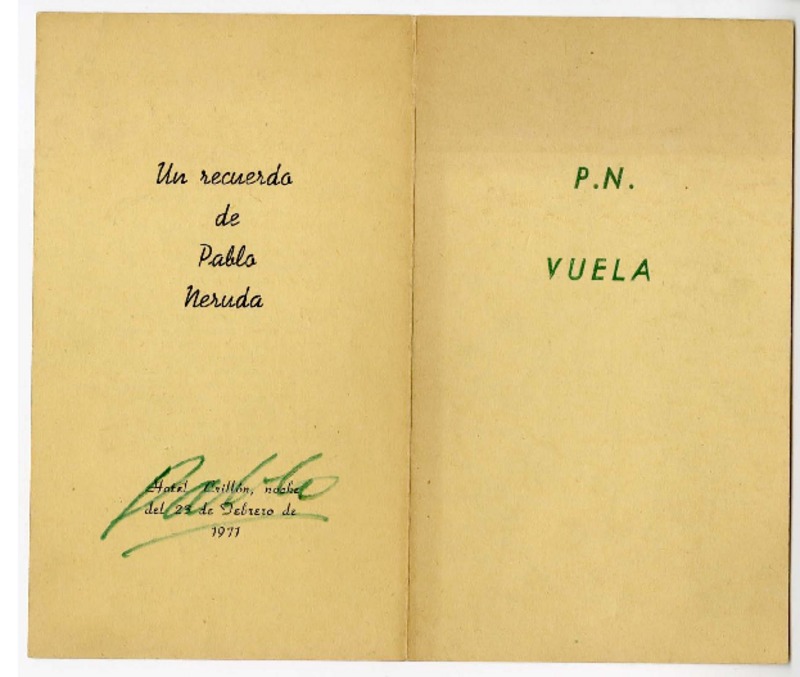 Un recuerdo
de
Pablo
Neruda
Pablo
Hotel Crillón, noche
del 23 de Febrero de
1971
P.N.
VUELA